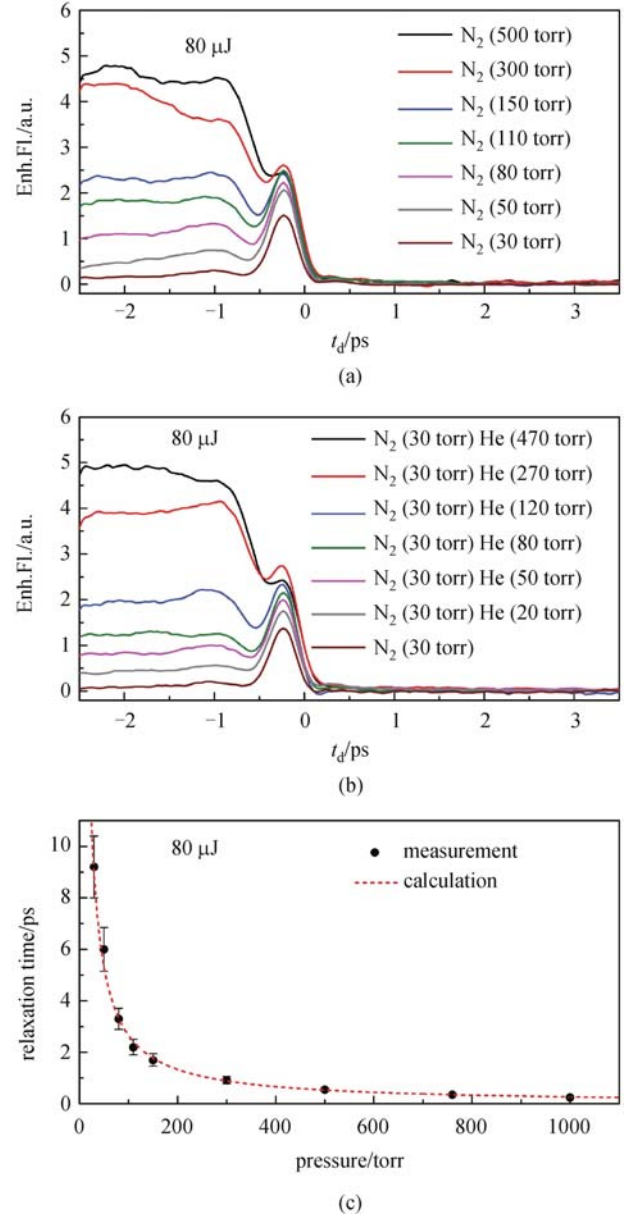 6
80 μJ
N₂ (500 torr)
5
N₂ (300 torr)
4
N₂ (150 torr)
3
N₂ (110 torr)
2
N₂ (80 torr)
1
N₂ (50 torr)
0
N₂ (30 torr)
Enh.Fl./a.u.
−2 −1 0 1 2 3
t_d/ps
(a)
6
80 μJ
N₂ (30 torr) He (470 torr)
5
N₂ (30 torr) He (270 torr)
4
N₂ (30 torr) He (120 torr)
3
N₂ (30 torr) He (80 torr)
2
N₂ (30 torr) He (50 torr)
1
N₂ (30 torr) He (20 torr)
0
N₂ (30 torr)
Enh.Fl./a.u.
−2 −1 0 1 2 3
t_d/ps
(b)
10
80 μJ
measurement
8
calculation
6
4
2
0
relaxation time/ps
0 200 400 600 800 1000
pressure/torr
(c)